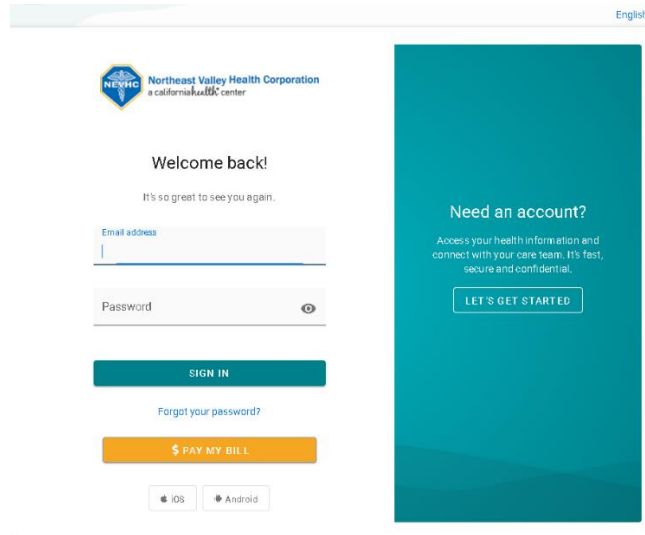 English
NEVHC
Northeast Valley Health Corporation
a californiahealth+ center
Welcome back!
It's so great to see you again.
Email address
Password
SIGN IN
Forgot your password?
$ PAY MY BILL
iOS
Android
Need an account?
Access your health information and
connect with your care team. It's fast,
secure and confidential.
LET'S GET STARTED